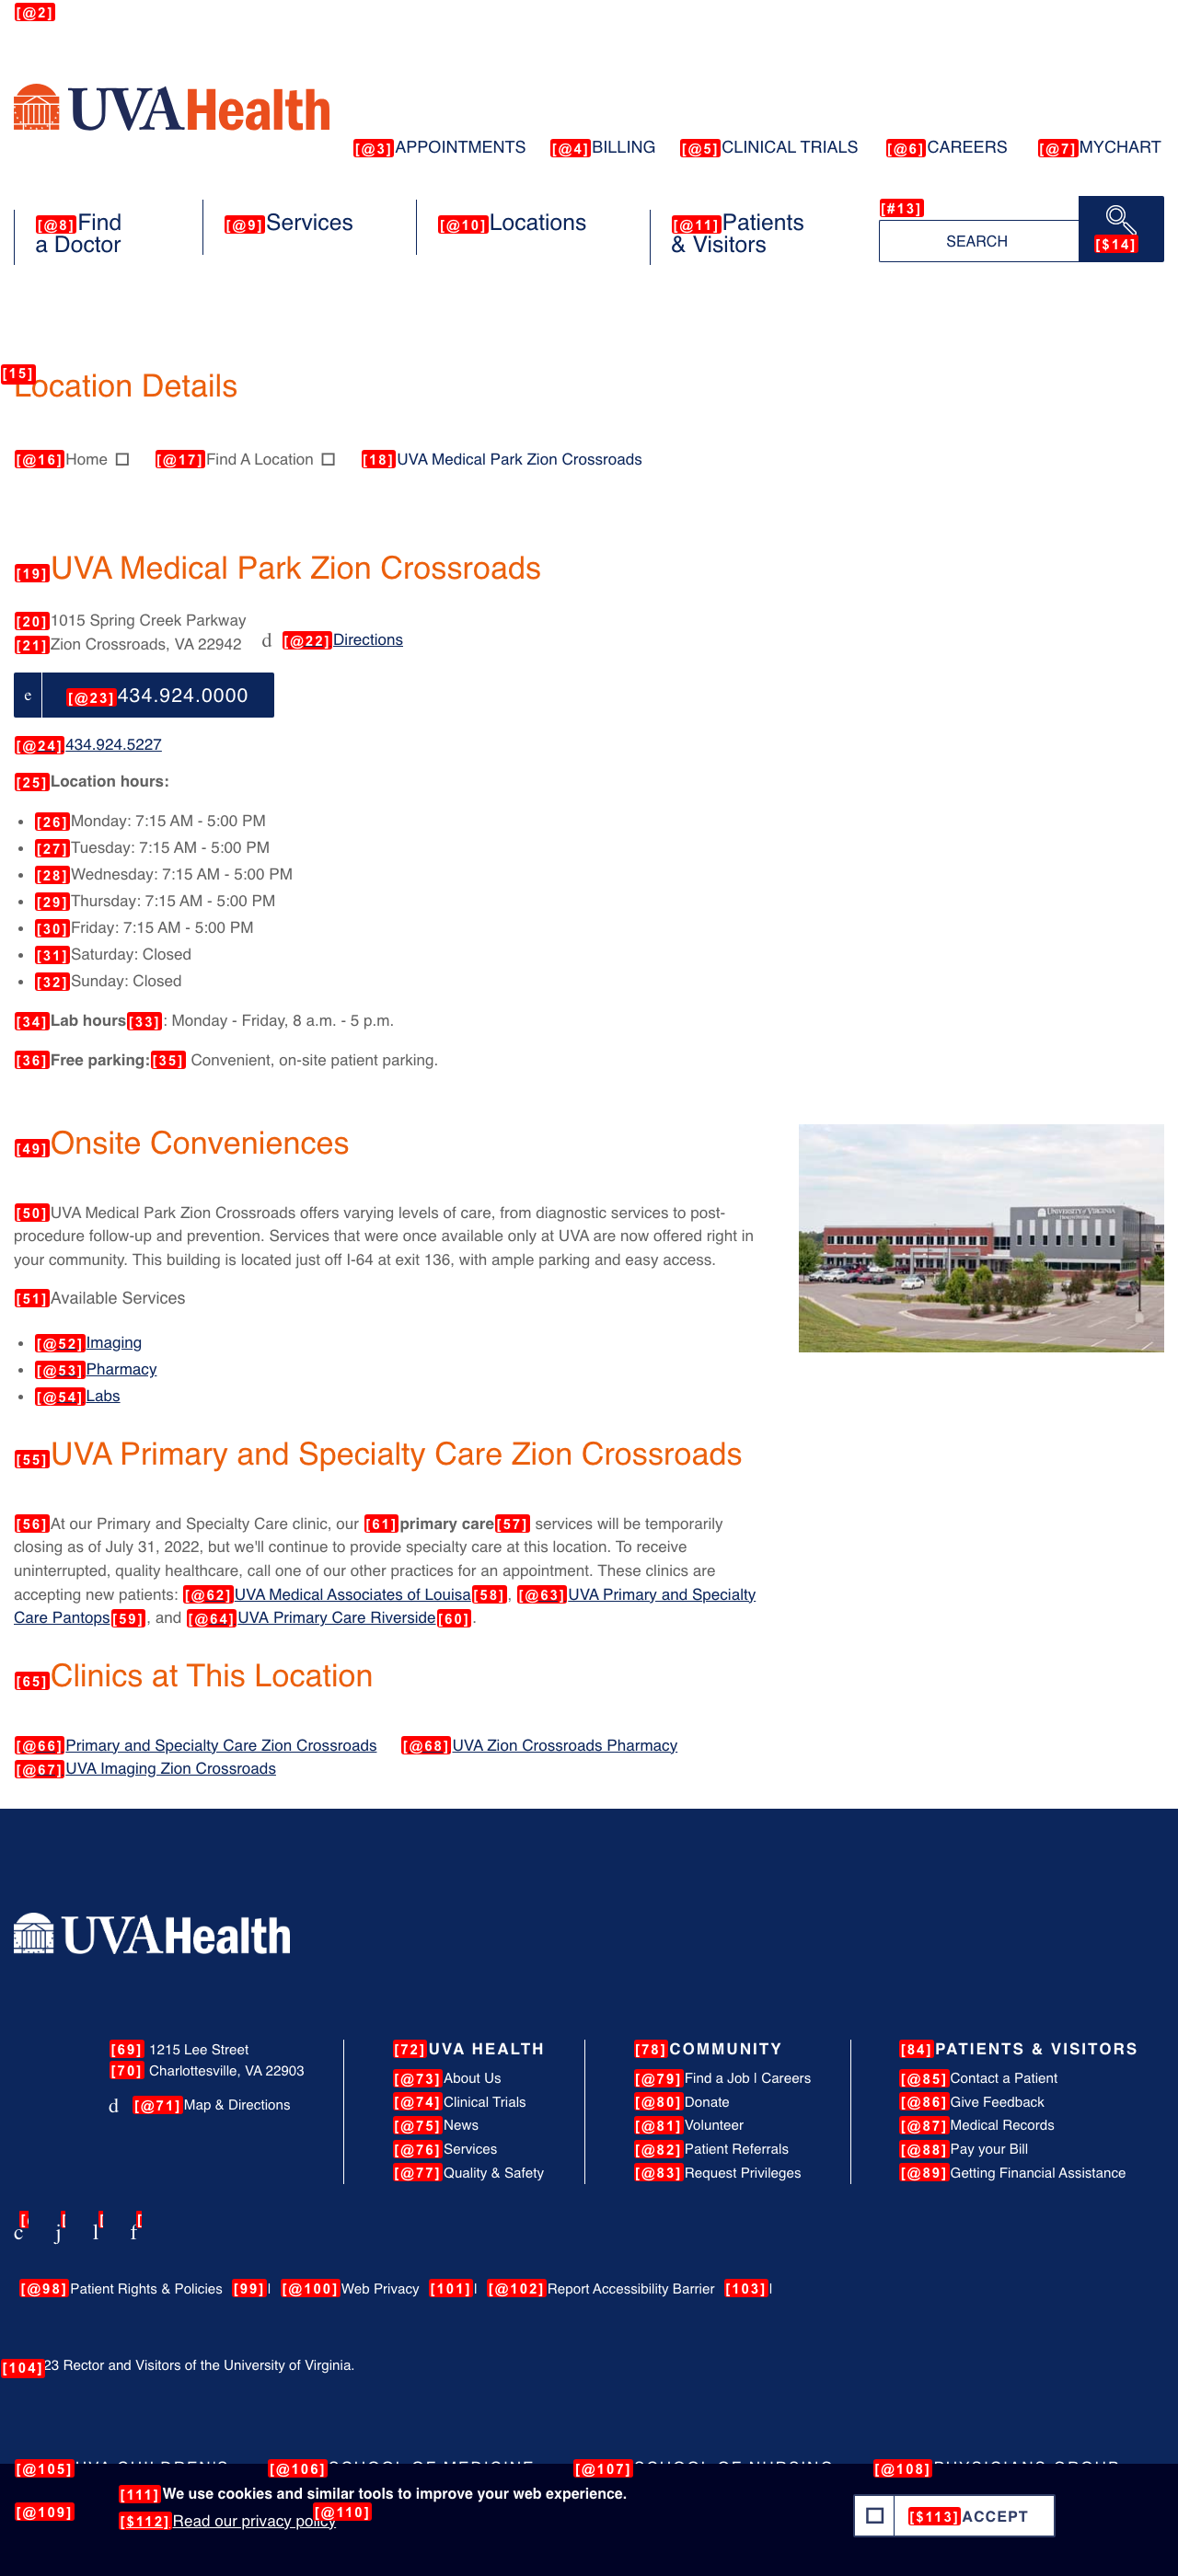 [@2]
UVAHealth
[@3]APPOINTMENTS [@4]BILLING [@5]CLINICAL TRIALS [@6]CAREERS [@7]MYCHART
[@8]Find a Doctor
[@9]Services
[@10]Locations
[@11]Patients & Visitors
[#13]
SEARCH
[$14]
[15]
Location Details
[@16]Home [@17]Find A Location [18]UVA Medical Park Zion Crossroads
[19]UVA Medical Park Zion Crossroads
[20]1015 Spring Creek Parkway
[21]Zion Crossroads, VA 22942 d [@22]Directions
e [@23]434.924.0000
[@24]434.924.5227
[25]Location hours:
[26]Monday: 7:15 AM - 5:00 PM
[27]Tuesday: 7:15 AM - 5:00 PM
[28]Wednesday: 7:15 AM - 5:00 PM
[29]Thursday: 7:15 AM - 5:00 PM
[30]Friday: 7:15 AM - 5:00 PM
[31]Saturday: Closed
[32]Sunday: Closed
[34]Lab hours[33]: Monday - Friday, 8 a.m. - 5 p.m.
[36]Free parking:[35] Convenient, on-site patient parking.
[49]Onsite Conveniences
[50]UVA Medical Park Zion Crossroads offers varying levels of care, from diagnostic services to post-
procedure follow-up and prevention. Services that were once available only at UVA are now offered right in
your community. This building is located just off I-64 at exit 136, with ample parking and easy access.
UNIVERSITY of VIRGINIA
[51]Available Services
[@52]Imaging
[@53]Pharmacy
[@54]Labs
[55]UVA Primary and Specialty Care Zion Crossroads
[56]At our Primary and Specialty Care clinic, our [61]primary care[57] services will be temporarily
closing as of July 31, 2022, but we'll continue to provide specialty care at this location. To receive
uninterrupted, quality healthcare, call one of our other practices for an appointment. These clinics are
accepting new patients: [@62]UVA Medical Associates of Louisa[58], [@63]UVA Primary and Specialty
Care Pantops[59], and [@64]UVA Primary Care Riverside[60].
[65]Clinics at This Location
[@66]Primary and Specialty Care Zion Crossroads [@68]UVA Zion Crossroads Pharmacy
[@67]UVA Imaging Zion Crossroads
UVAHealth
[69] 1215 Lee Street
[70] Charlottesville, VA 22903
d [@71]Map & Directions
[72]UVA HEALTH
[@73]About Us
[@74]Clinical Trials
[@75]News
[@76]Services
[@77]Quality & Safety
[78]COMMUNITY
[@79]Find a Job | Careers
[@80]Donate
[@81]Volunteer
[@82]Patient Referrals
[@83]Request Privileges
[84]PATIENTS & VISITORS
[@85]Contact a Patient
[@86]Give Feedback
[@87]Medical Records
[@88]Pay your Bill
[@89]Getting Financial Assistance
c j l f
[@98]Patient Rights & Policies [99]| [@100]Web Privacy [101]| [@102]Report Accessibility Barrier [103]|
[104]23 Rector and Visitors of the University of Virginia.
[@105]UVA CHILDREN'S [@106]SCHOOL OF MEDICINE [@107]SCHOOL OF NURSING [@108]PHYSICIANS GROUP
[111]We use cookies and similar tools to improve your web experience.
[@109] [@110]
[$112]Read our privacy policy
[$113]ACCEPT